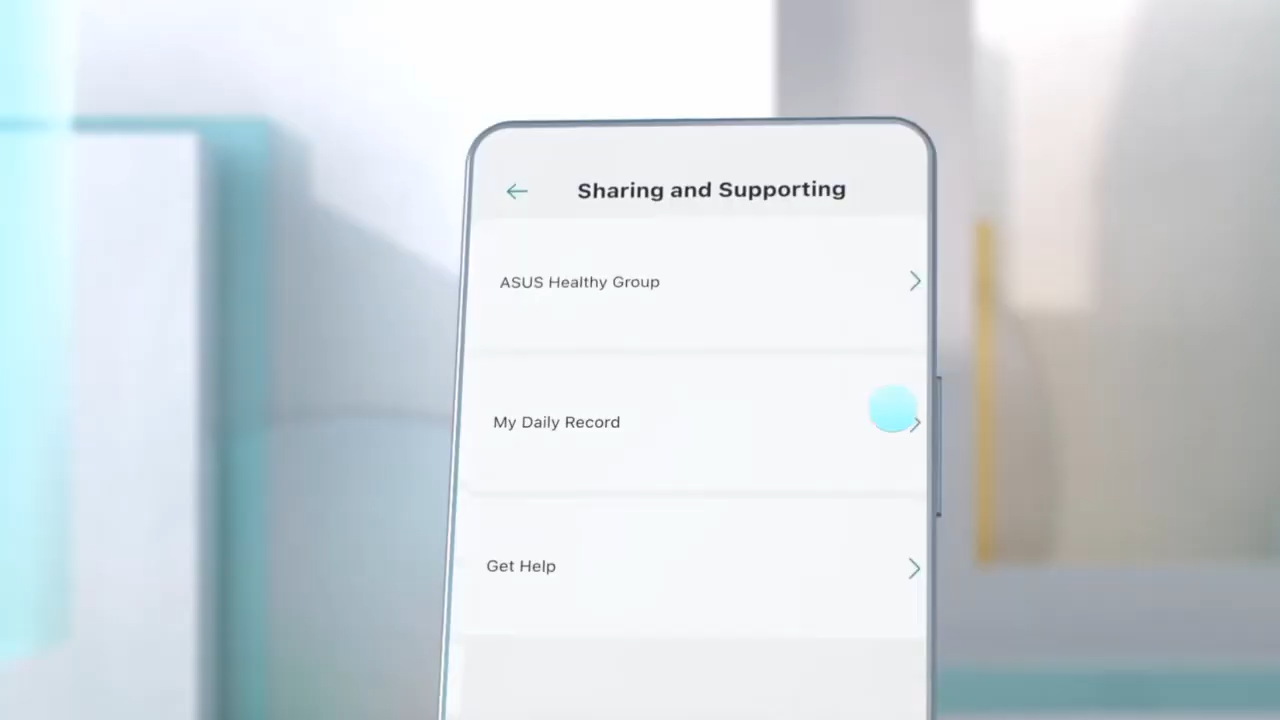 Sharing and Supporting
ASUS Healthy Group
My Daily Record
Get Help